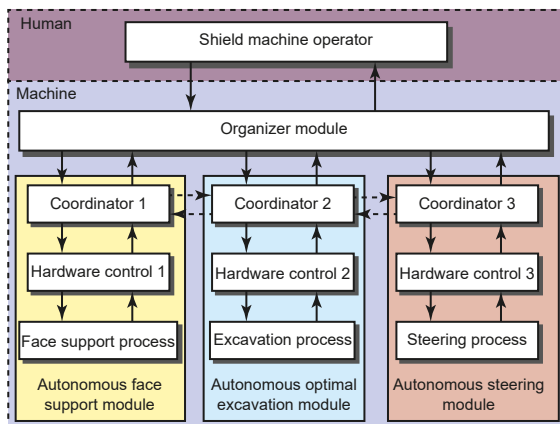 Human
Shield machine operator
Machine
Organizer module
Coordinator 1
Coordinator 2
Coordinator 3
Hardware control 1
Hardware control 2
Hardware control 3
Face support process
Excavation process
Steering process
Autonomous face
support module
Autonomous optimal
excavation module
Autonomous steering
module